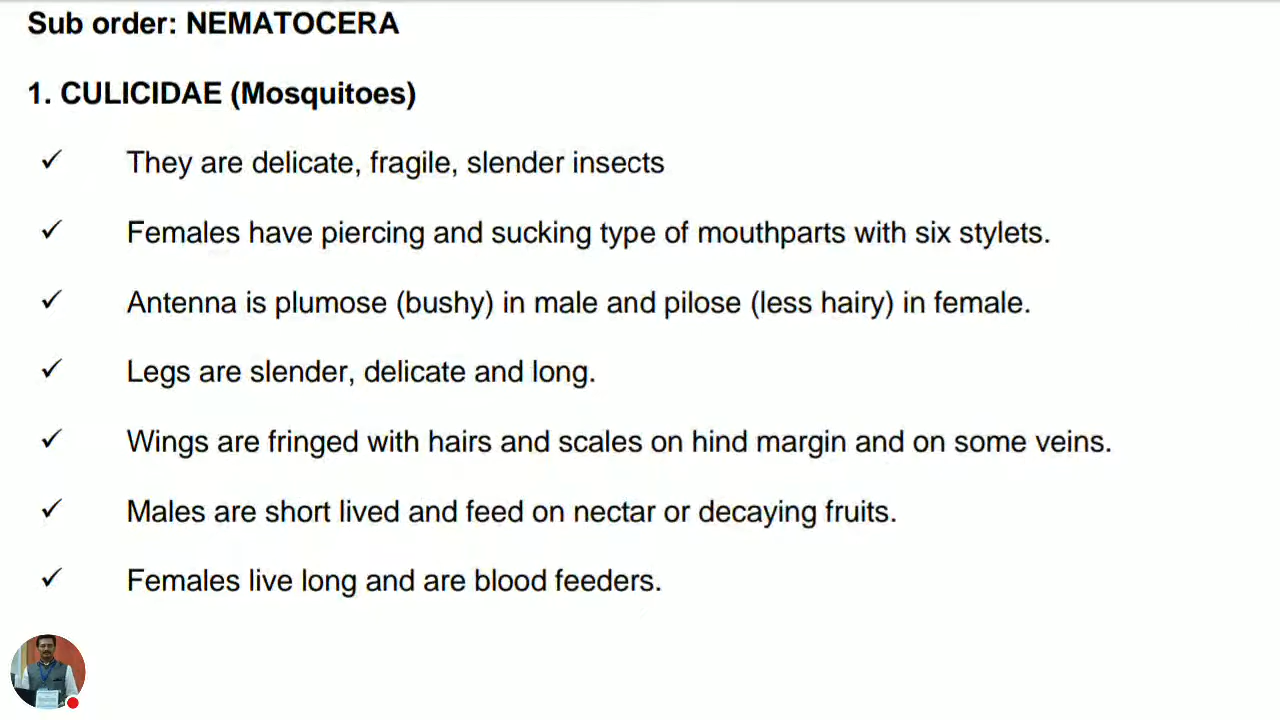 Sub order: NEMATOCERA
1. CULICIDAE (Mosquitoes)
✓ They are delicate, fragile, slender insects
✓ Females have piercing and sucking type of mouthparts with six stylets.
✓ Antenna is plumose (bushy) in male and pilose (less hairy) in female.
✓ Legs are slender, delicate and long.
✓ Wings are fringed with hairs and scales on hind margin and on some veins.
✓ Males are short lived and feed on nectar or decaying fruits.
✓ Females live long and are blood feeders.